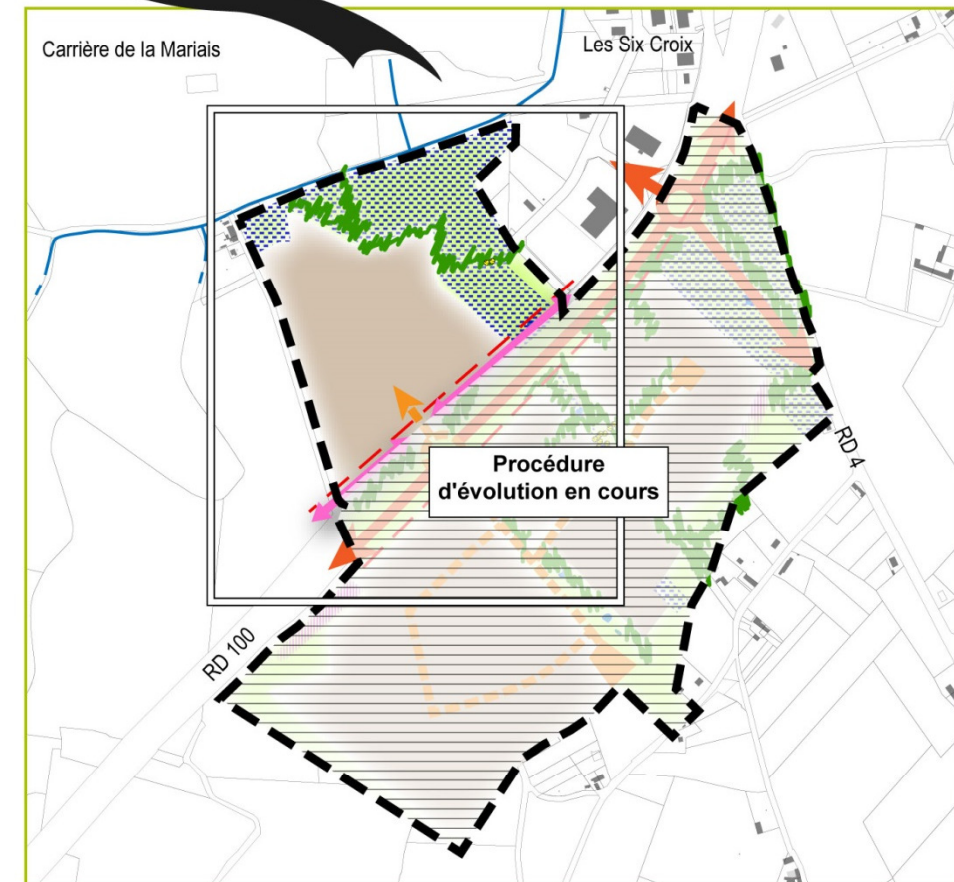 Carrière de la Mariais
Les Six Croix
Procédure
d'évolution en cours
RD 4
RD 100